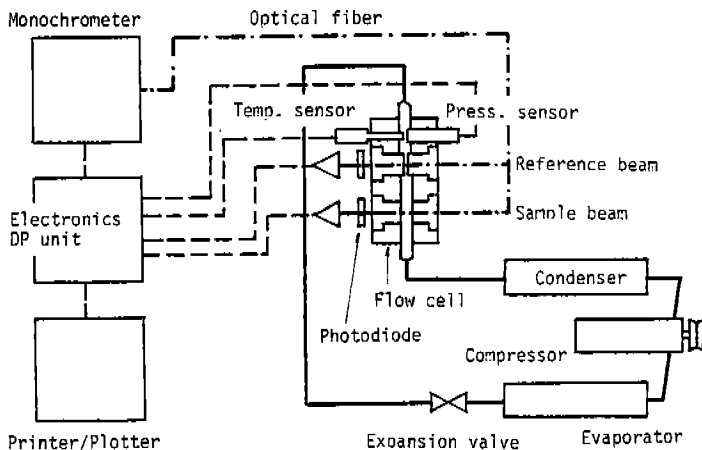 Monochrometer
Optical fiber
Temp. sensor
Press. sensor
Reference beam
Electronics
DP unit
Sample beam
Condenser
Flow cell
Photodiode
Compressor
Printer/Plotter
Expansion valve
Evaporator